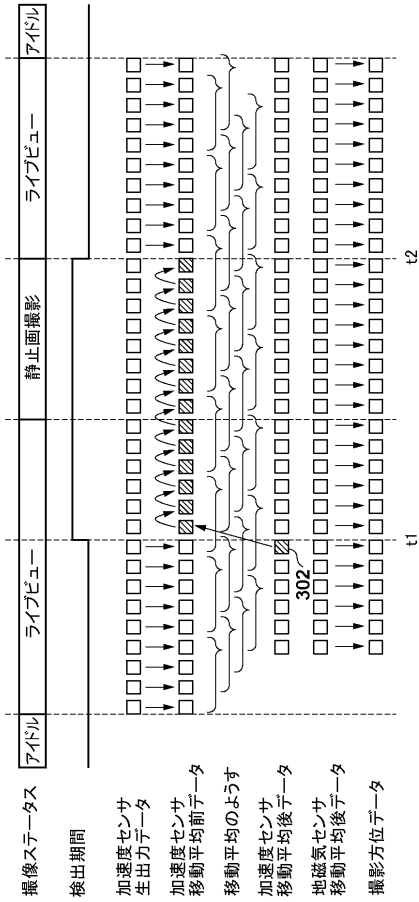 撮像ステータス
アイドル
ライブビュー
静止画撮影
ライブビュー
アイドル
検出期間
加速度センサ
生出力データ
加速度センサ
移動平均前データ
移動平均のようす
加速度センサ
移動平均後データ
302
地磁気センサ
移動平均後データ
撮影方位データ
t1
t2